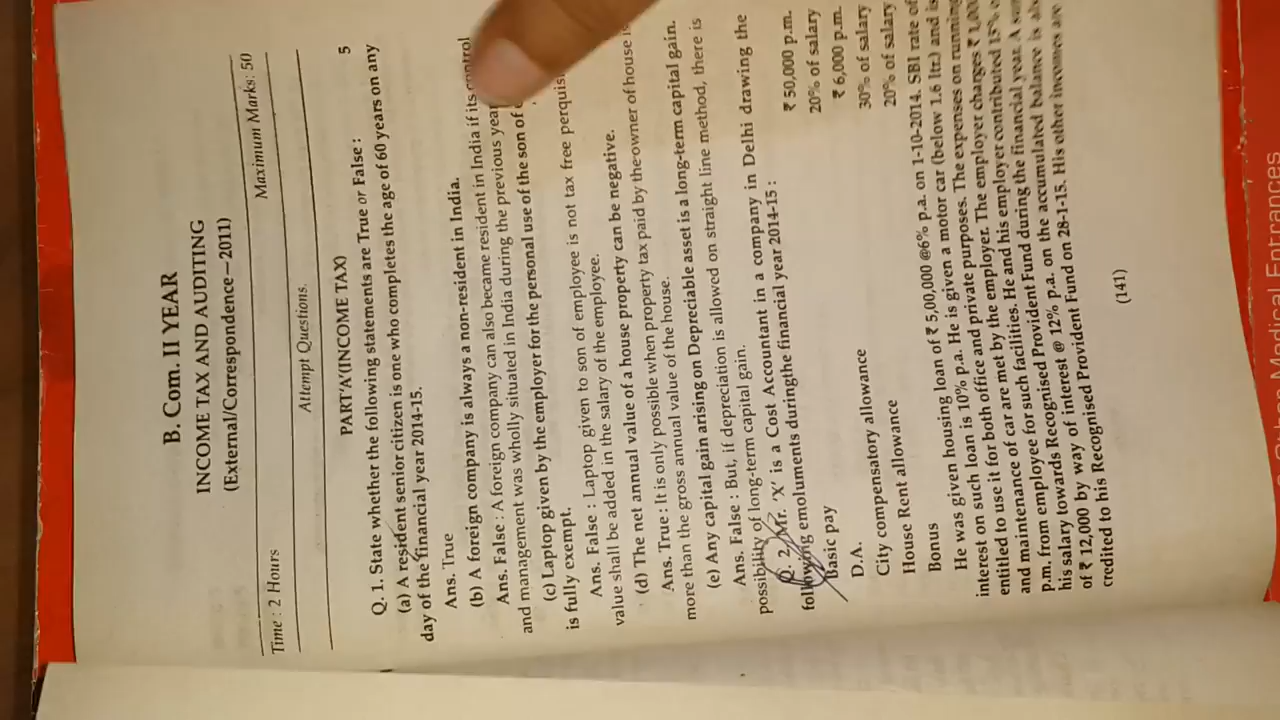 B. Com. II YEAR
INCOME TAX AND AUDITING
(External/Correspondence–2011)
Time : 2 Hours Maximum Marks: 50
Attempt Questions.
PART'A'(INCOME TAX)
Q. 1. State whether the following statements are True or False : 5
(a) A resident senior citizen is one who completes the age of 60 years on any
day of the financial year 2014-15.
Ans. True
(b) A foreign company is always a non-resident in India.
Ans. False : A foreign company can also became resident in India if its control
and management was wholly situated in India during the previous year
(c) Laptop given by the employer for the personal use of the son of
is fully exempt.
Ans. False : Laptop given to son of employee is not tax free perquis
value shall be added in the salary of the employee.
(d) The net annual value of a house property can be negative.
Ans. True : It is only possible when property tax paid by the owner of house is
more than the gross annual value of the house.
(e) Any capital gain arising on Depreciable asset is a long-term capital gain.
Ans. False : But, if depreciation is allowed on straight line method, there is
possibility of long-term capital gain.
Q. 2. Mr. 'X' is a Cost Accountant in a company in Delhi drawing the
following emoluments duringthe financial year 2014-15 :
Basic pay ₹ 50,000 p.m.
D.A. 20% of salary
City compensatory allowance ₹ 6,000 p.m.
House Rent allowance 30% of salary
Bonus 20% of salary
He was given housing loan of ₹ 5,00,000 @6% p.a. on 1-10-2014. SBI rate of
interest on such loan is 10% p.a. He is given a motor car (below 1.6 ltr.) and is
entitled to use it for both office and private purposes. The expenses on running
and maintenance of car are met by the employer. The employer changes ₹ 1,000
p.m. from employee for such facilities. He and his employer contributed 15% of
his salary towards Recognised Provident Fund during the financial year. A sum
of ₹ 12,000 by way of interest @ 12% p.a. on the accumulated balance is also
credited to his Recognised Provident Fund on 28-1-15. His other incomes are
(141)
Medical Entrances